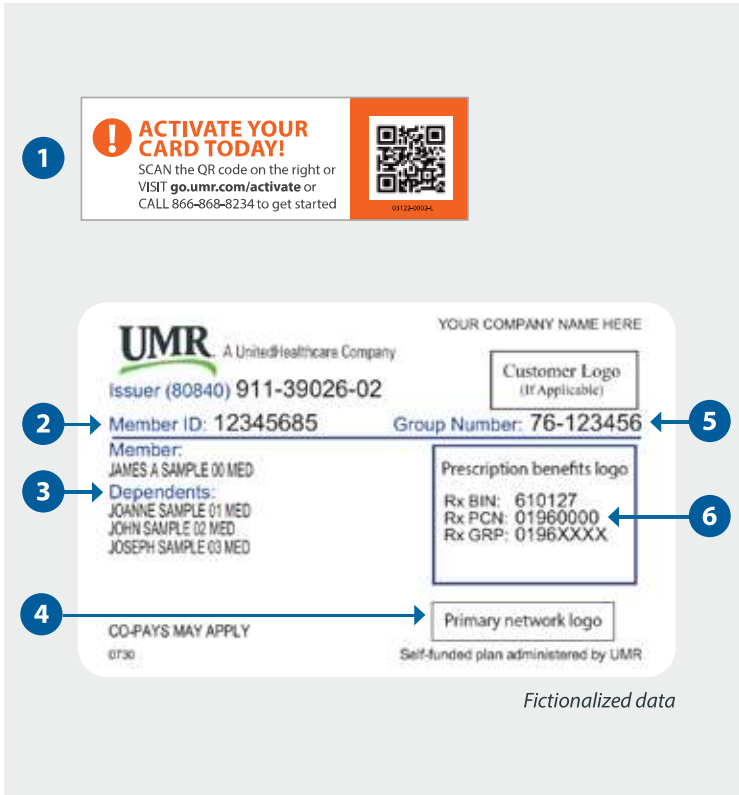 1
! ACTIVATE YOUR
CARD TODAY!
SCAN the QR code on the right or
VISIT go.umr.com/activate or
CALL 866-868-8234 to get started
03122-0002-L
YOUR COMPANY NAME HERE
UMR A UnitedHealthcare Company
Customer Logo
(If Applicable)
Issuer (80840) 911-39026-02
2 Member ID: 12345685 Group Number: 76-123456 5
Member:
JAMES A SAMPLE 00 MED
3 Dependents:
JOANNE SAMPLE 01 MED
JOHN SAMPLE 02 MED
JOSEPH SAMPLE 03 MED
Prescription benefits logo
Rx BIN: 610127
Rx PCN: 01960000 6
Rx GRP: 0196XXXX
4 Primary network logo
CO-PAYS MAY APPLY
0730 Self-funded plan administered by UMR
Fictionalized data